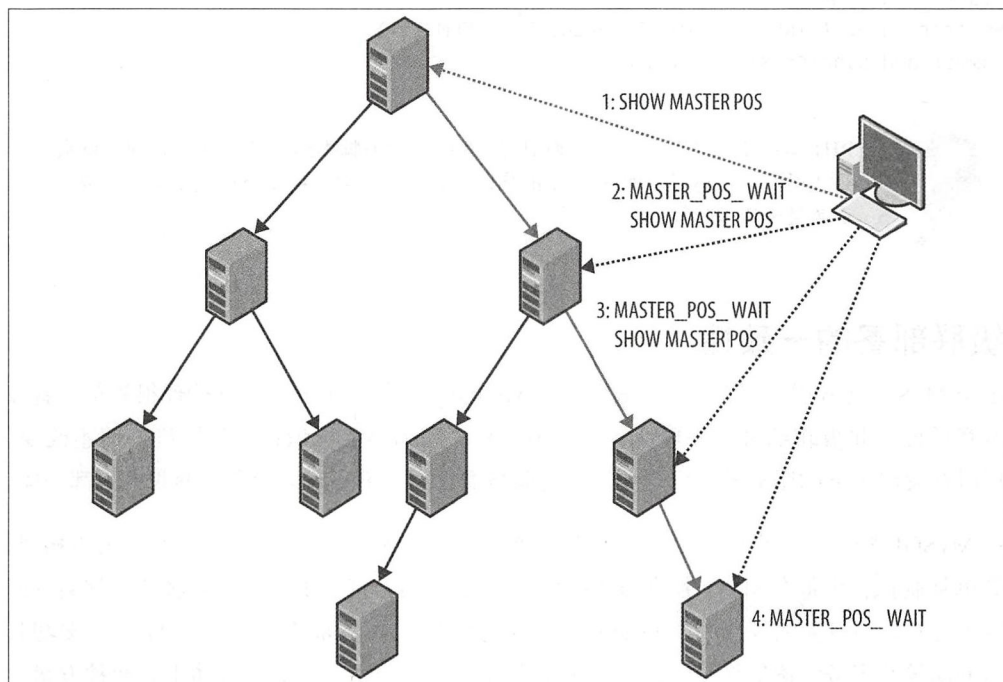 1: SHOW MASTER POS
2: MASTER_POS_ WAIT
SHOW MASTER POS
3: MASTER_POS_ WAIT
SHOW MASTER POS
4: MASTER_POS_ WAIT